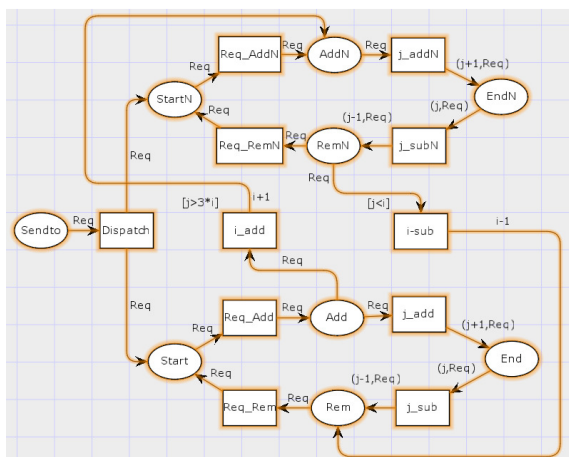 Req Req_AddN Req AddN Req j_addN (j+1,Req)
StartN EndN
Req (j-1,Req) (j,Req)
Req_RemN Req RemN j_subN
Req Req
[j>3*i] i+1 [j<i] i-1
Sendto Req Dispatch i_add i-sub
Req
Req
Req_Add Req Add Req j_add
Req (j+1,Req)
Start End
Req (j-1,Req) (j,Req)
Req_Rem Req Rem j_sub